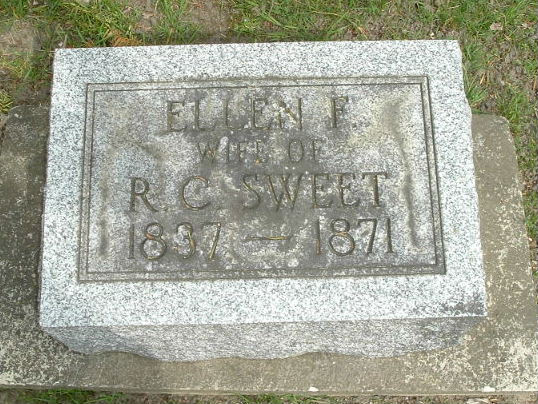 ELLEN F.
WIFE OF
R. C. SWEET
1837 — 1871